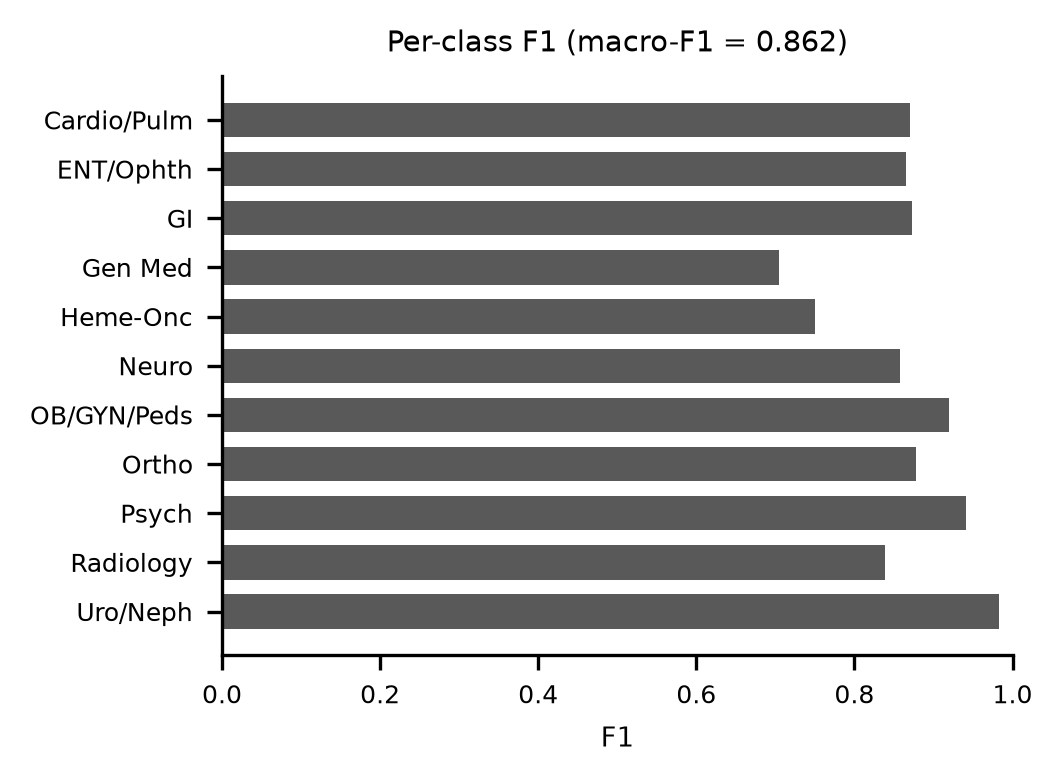 Per-class F1 (macro-F1 = 0.862)
Cardio/Pulm
ENT/Ophth
GI
Gen Med
Heme-Onc
Neuro
OB/GYN/Peds
Ortho
Psych
Radiology
Uro/Neph
0.0 0.2 0.4 0.6 0.8 1.0
F1